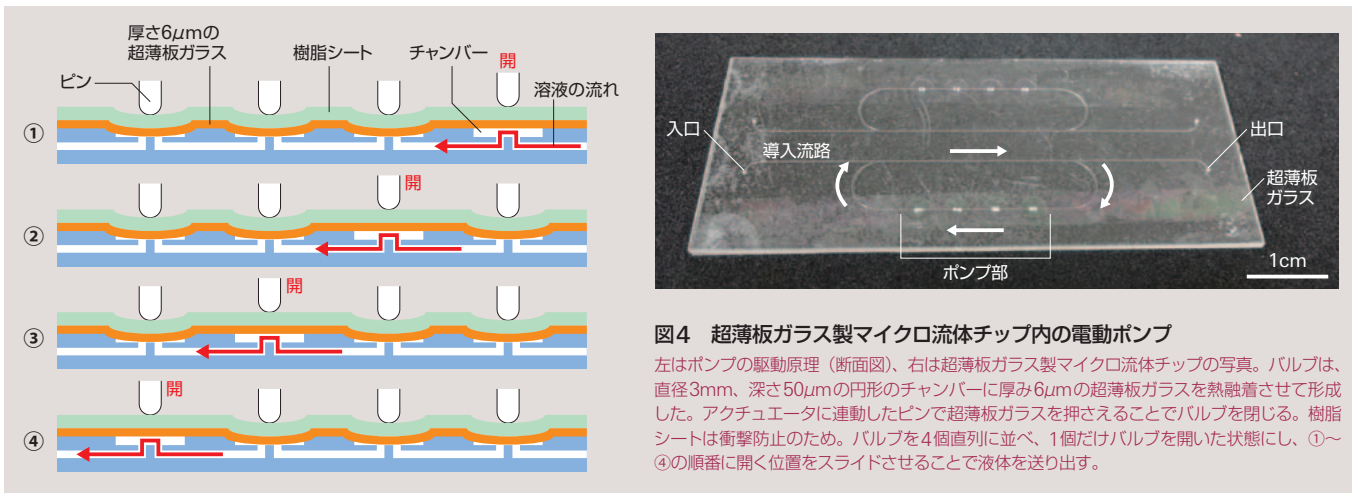 厚さ6μmの
超薄板ガラス
樹脂シート
チャンバー
開
ピン
溶液の流れ
①
開
②
開
③
開
④
入口
導入流路
出口
超薄板
ガラス
ポンプ部
1cm
図4 超薄板ガラス製マイクロ流体チップ内の電動ポンプ
左はポンプの駆動原理（断面図）、右は超薄板ガラス製マイクロ流体チップの写真。バルブは、
直径3mm、深さ50μmの円形のチャンバーに厚み6μmの超薄板ガラスを熱融着させて形成
した。アクチュエータに連動したピンで超薄板ガラスを押さえることでバルブを閉じる。樹脂
シートは衝撃防止のため。バルブを4個直列に並べ、1個だけバルブを開いた状態にし、①～
④の順番に開く位置をスライドさせることで液体を送り出す。